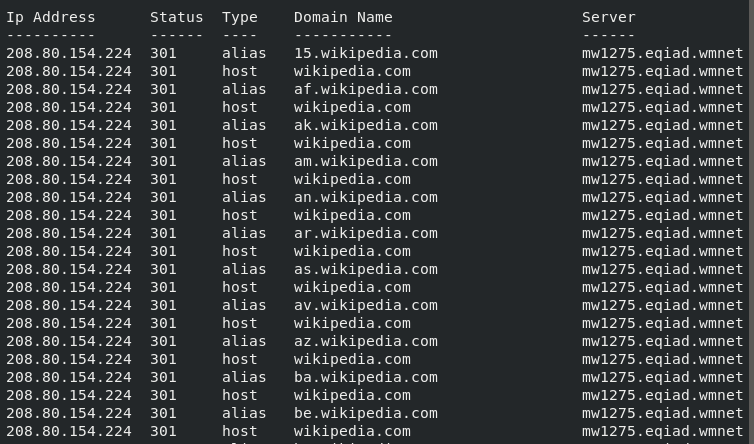 Ip Address Status Type Domain Name Server
---------- ------ ---- ----------- ------
208.80.154.224 301 alias 15.wikipedia.com mw1275.eqiad.wmnet
208.80.154.224 301 host wikipedia.com mw1275.eqiad.wmnet
208.80.154.224 301 alias af.wikipedia.com mw1275.eqiad.wmnet
208.80.154.224 301 host wikipedia.com mw1275.eqiad.wmnet
208.80.154.224 301 alias ak.wikipedia.com mw1275.eqiad.wmnet
208.80.154.224 301 host wikipedia.com mw1275.eqiad.wmnet
208.80.154.224 301 alias am.wikipedia.com mw1275.eqiad.wmnet
208.80.154.224 301 host wikipedia.com mw1275.eqiad.wmnet
208.80.154.224 301 alias an.wikipedia.com mw1275.eqiad.wmnet
208.80.154.224 301 host wikipedia.com mw1275.eqiad.wmnet
208.80.154.224 301 alias ar.wikipedia.com mw1275.eqiad.wmnet
208.80.154.224 301 host wikipedia.com mw1275.eqiad.wmnet
208.80.154.224 301 alias as.wikipedia.com mw1275.eqiad.wmnet
208.80.154.224 301 host wikipedia.com mw1275.eqiad.wmnet
208.80.154.224 301 alias av.wikipedia.com mw1275.eqiad.wmnet
208.80.154.224 301 host wikipedia.com mw1275.eqiad.wmnet
208.80.154.224 301 alias az.wikipedia.com mw1275.eqiad.wmnet
208.80.154.224 301 host wikipedia.com mw1275.eqiad.wmnet
208.80.154.224 301 alias ba.wikipedia.com mw1275.eqiad.wmnet
208.80.154.224 301 host wikipedia.com mw1275.eqiad.wmnet
208.80.154.224 301 alias be.wikipedia.com mw1275.eqiad.wmnet
208.80.154.224 301 host wikipedia.com mw1275.eqiad.wmnet